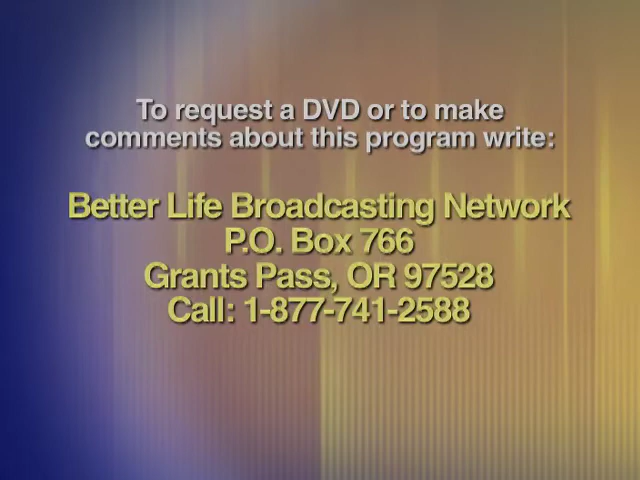 To request a DVD or to make
comments about this program write:
Better Life Broadcasting Network
P.O. Box 766
Grants Pass, OR 97528
Call: 1-877-741-2588